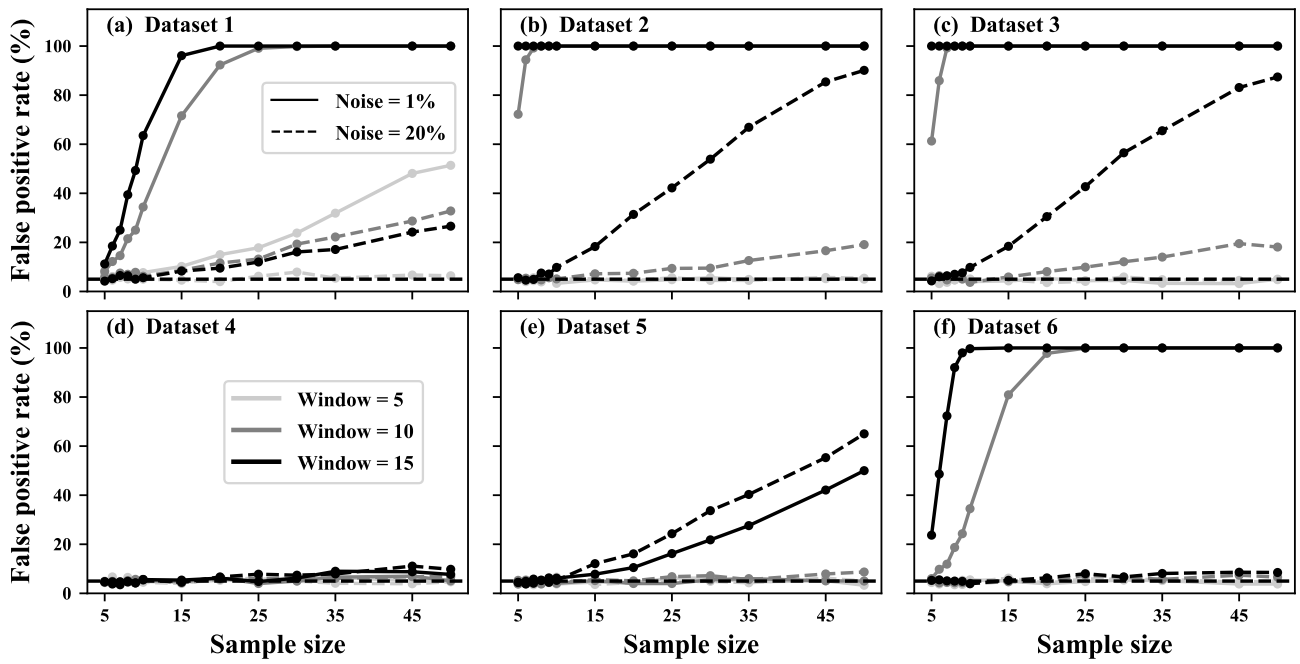 (a) Dataset 1
(b) Dataset 2
(c) Dataset 3
False positive rate (%)
100
80
60
40
20
0
Noise = 1%
Noise = 20%
(d) Dataset 4
(e) Dataset 5
(f) Dataset 6
False positive rate (%)
100
80
60
40
20
0
Window = 5
Window = 10
Window = 15
5 15 25 35 45
5 15 25 35 45
5 15 25 35 45
Sample size
Sample size
Sample size